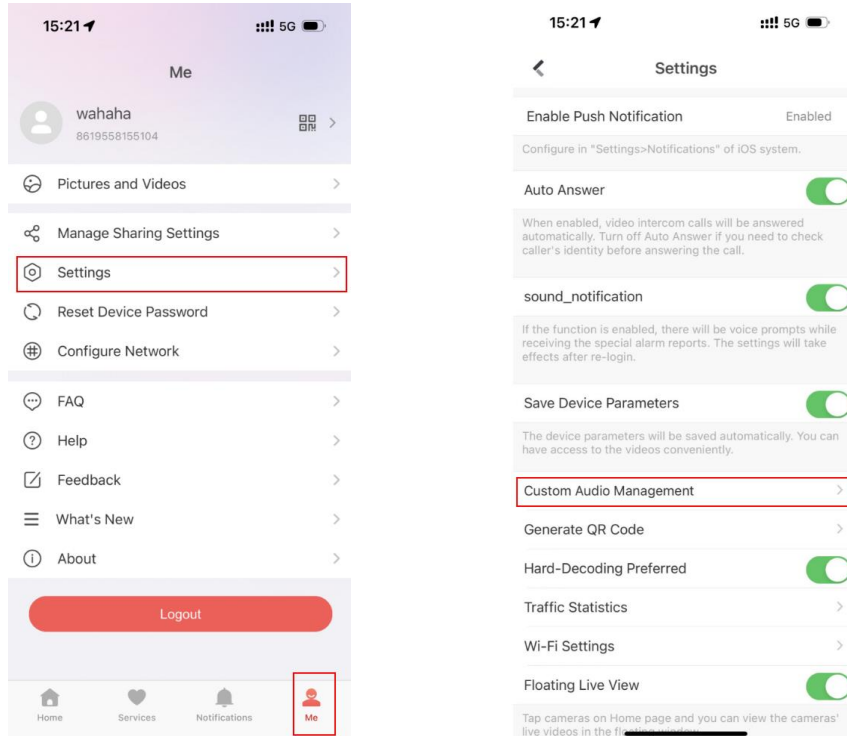 15:21
5G
Me
wahaha
8619558155104
Pictures and Videos
Manage Sharing Settings
Settings
Reset Device Password
Configure Network
FAQ
Help
Feedback
What's New
About
Logout
Home
Services
Notifications
Me
15:21
5G
Settings
Enable Push Notification
Enabled
Configure in "Settings>Notifications" of iOS system.
Auto Answer
When enabled, video intercom calls will be answered
automatically. Turn off Auto Answer if you need to check
caller's identity before answering the call.
sound_notification
If the function is enabled, there will be voice prompts while
receiving the special alarm reports. The settings will take
effects after re-login.
Save Device Parameters
The device parameters will be saved automatically. You can
have access to the videos conveniently.
Custom Audio Management
Generate QR Code
Hard-Decoding Preferred
Traffic Statistics
Wi-Fi Settings
Floating Live View
Tap cameras on Home page and you can view the cameras'
live videos in the floating window.